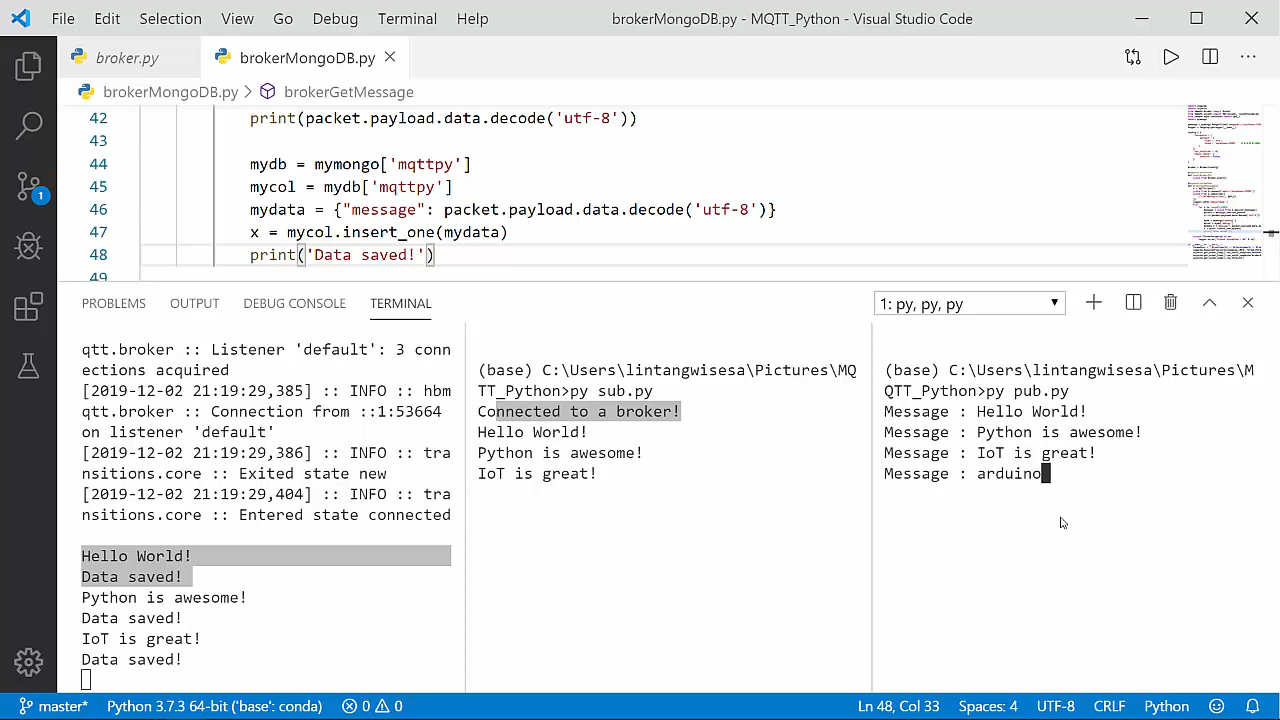 File Edit Selection View Go Debug Terminal Help brokerMongoDB.py - MQTT_Python - Visual Studio Code
broker.py brokerMongoDB.py
brokerMongoDB.py > brokerGetMessage
42 print(packet.payload.data.decode('utf-8'))
43
44 mydb = mymongo['mqttpy']
45 mycol = mydb['mqttpy']
46 mydata = {"message": packet.payload.data.decode('utf-8')}
47 x = mycol.insert_one(mydata)
48 print('Data saved!')
49
1
PROBLEMS OUTPUT DEBUG CONSOLE TERMINAL 1: py, py, py
qtt.broker :: Listener 'default': 3 conn
ections acquired
[2019-12-02 21:19:29,385] :: INFO :: hbm
qtt.broker :: Connection from ::1:53664
on listener 'default'
[2019-12-02 21:19:29,386] :: INFO :: tra
nsitions.core :: Exited state new
[2019-12-02 21:19:29,404] :: INFO :: tra
nsitions.core :: Entered state connected
Hello World!
Data saved!
Python is awesome!
Data saved!
IoT is great!
Data saved!
(base) C:\Users\lintangwisesa\Pictures\MQ
TT_Python>py sub.py
Connected to a broker!
Hello World!
Python is awesome!
IoT is great!
(base) C:\Users\lintangwisesa\Pictures\M
QTT_Python>py pub.py
Message : Hello World!
Message : Python is awesome!
Message : IoT is great!
Message : arduino
master* Python 3.7.3 64-bit ('base': conda) 0 0 Ln 48, Col 33 Spaces: 4 UTF-8 CRLF Python